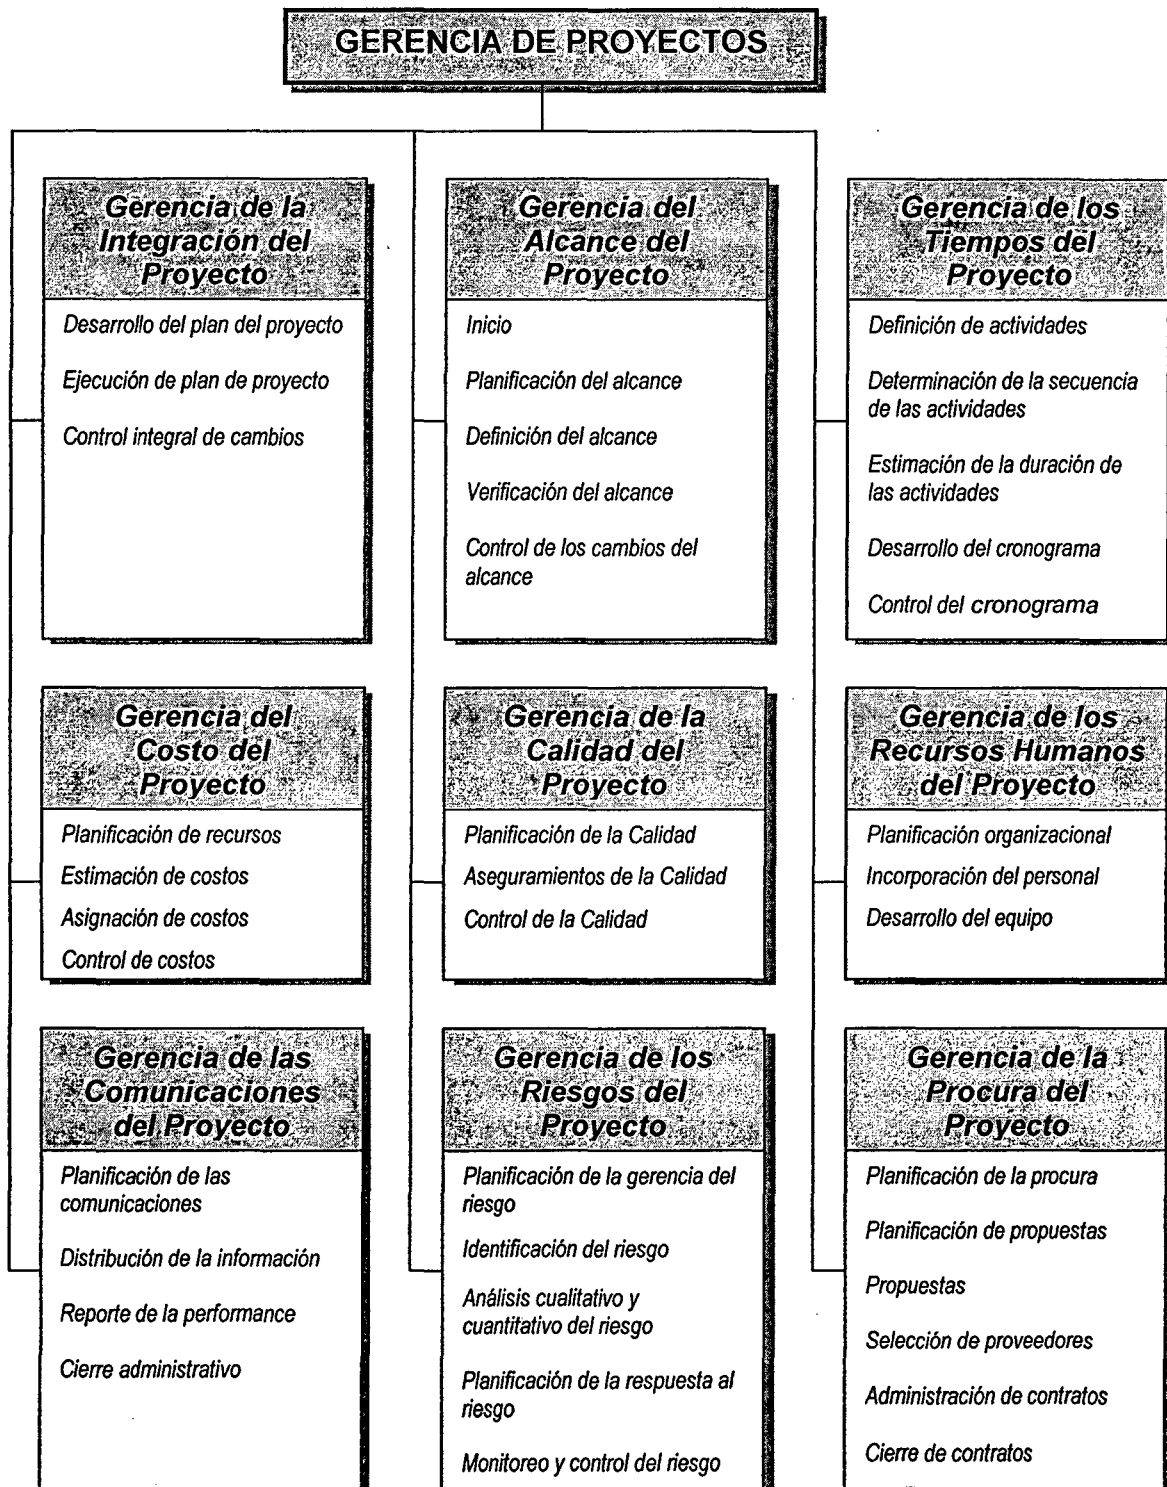 GERENCIA DE PROYECTOS
Gerencia de la
Integración del
Proyecto
Desarrollo del plan del proyecto
Ejecución de plan de proyecto
Control integral de cambios
Gerencia del
Alcance del
Proyecto
Inicio
Planificación del alcance
Definición del alcance
Verificación del alcance
Control de los cambios del
alcance
Gerencia de los
Tiempos del
Proyecto
Definición de actividades
Determinación de la secuencia
de las actividades
Estimación de la duración de
las actividades
Desarrollo del cronograma
Control del cronograma
Gerencia del
Costo del
Proyecto
Planificación de recursos
Estimación de costos
Asignación de costos
Control de costos
Gerencia de la
Calidad del
Proyecto
Planificación de la Calidad
Aseguramientos de la Calidad
Control de la Calidad
Gerencia de los
Recursos Humanos
del Proyecto
Planificación organizacional
Incorporación del personal
Desarrollo del equipo
Gerencia de las
Comunicaciones
del Proyecto
Planificación de las
comunicaciones
Distribución de la información
Reporte de la performance
Cierre administrativo
Gerencia de los
Riesgos del
Proyecto
Planificación de la gerencia del
riesgo
Identificación del riesgo
Análisis cualitativo y
cuantitativo del riesgo
Planificación de la respuesta al
riesgo
Monitoreo y control del riesgo
Gerencia de la
Procura del
Proyecto
Planificación de la procura
Planificación de propuestas
Propuestas
Selección de proveedores
Administración de contratos
Cierre de contratos